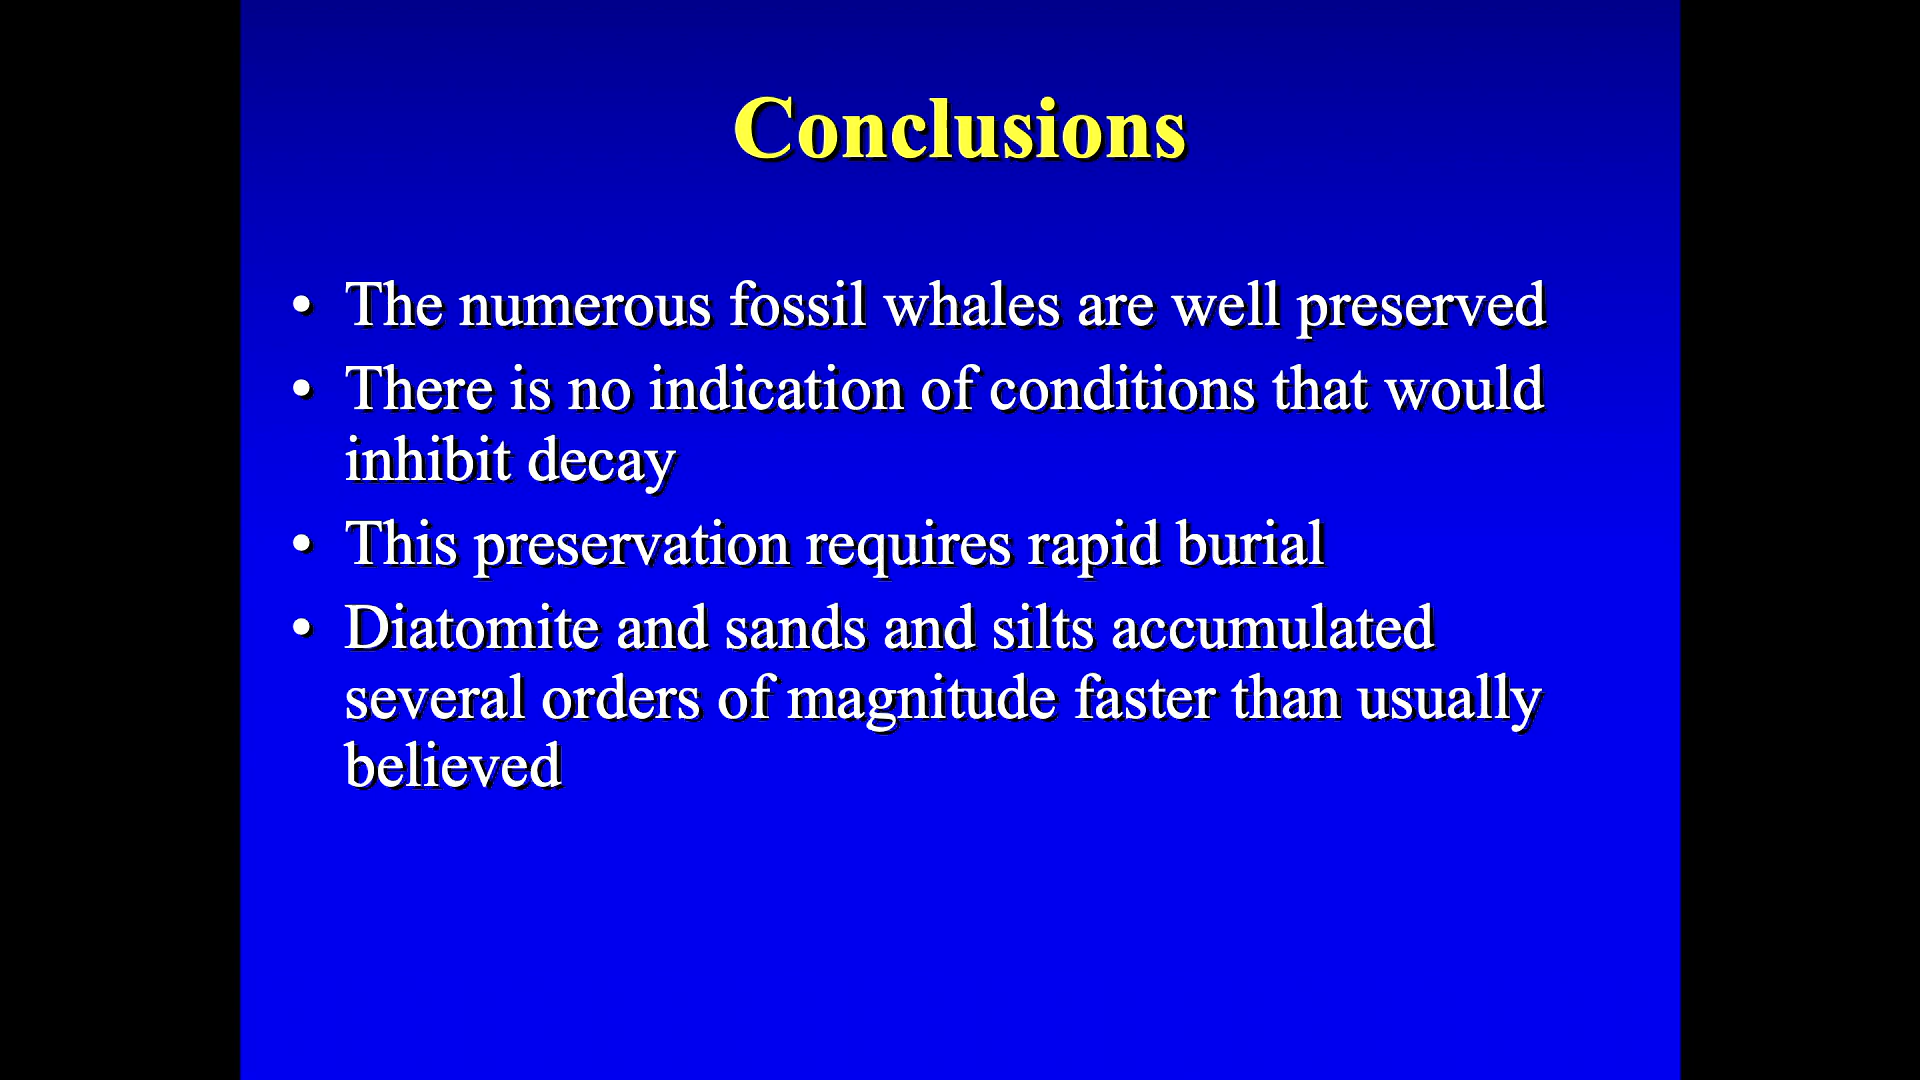 Conclusions
• The numerous fossil whales are well preserved
• There is no indication of conditions that would
inhibit decay
• This preservation requires rapid burial
• Diatomite and sands and silts accumulated
several orders of magnitude faster than usually
believed